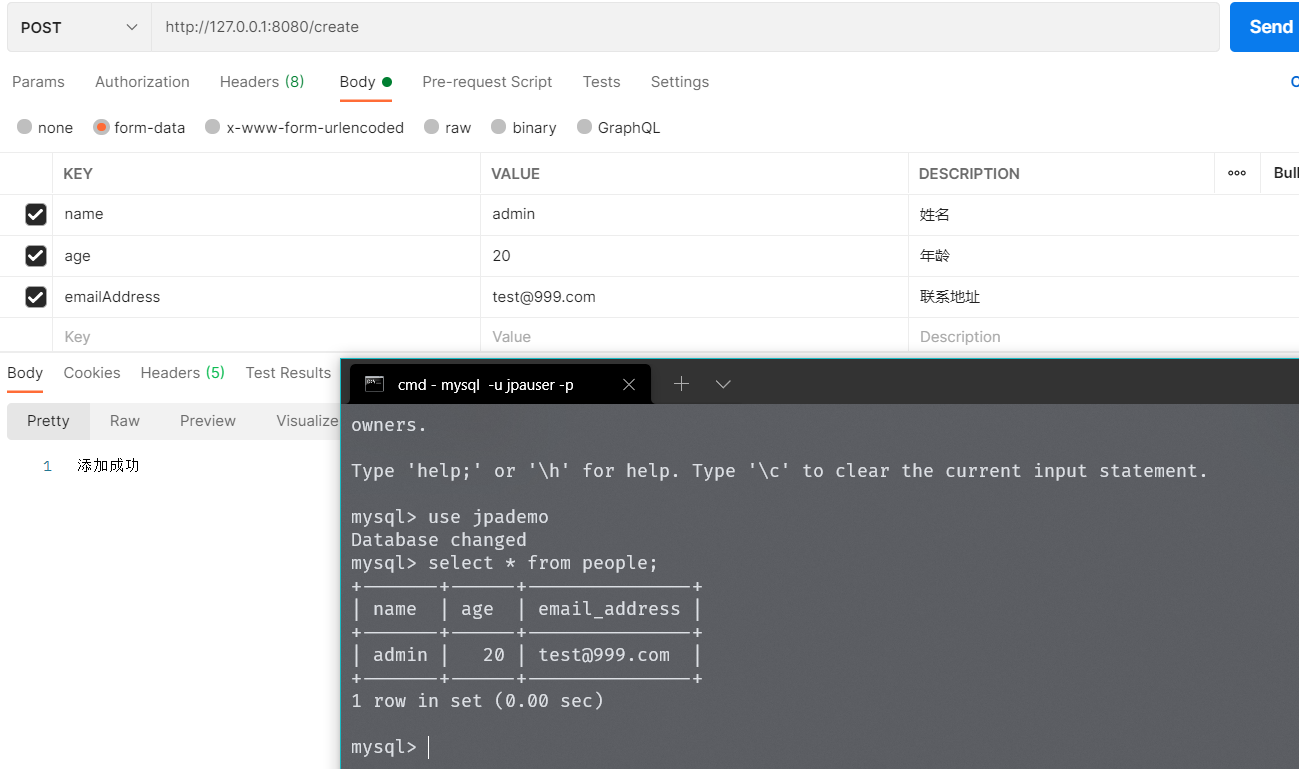 POST http://127.0.0.1:8080/create Send
Params Authorization Headers (8) Body Pre-request Script Tests Settings
none form-data x-www-form-urlencoded raw binary GraphQL
KEY VALUE DESCRIPTION ooo Bul
name admin 姓名
age 20 年龄
emailAddress test@999.com 联系地址
Key Value Description
Body Cookies Headers (5) Test Results
Pretty Raw Preview Visualize
1 添加成功
cmd - mysql -u jpauser -p
owners.
Type 'help;' or '\h' for help. Type '\c' to clear the current input statement.
mysql> use jpademo
Database changed
mysql> select * from people;
+-------+------+---------------+
| name | age | email_address |
+-------+------+---------------+
| admin | 20 | test@999.com |
+-------+------+---------------+
1 row in set (0.00 sec)
mysql>